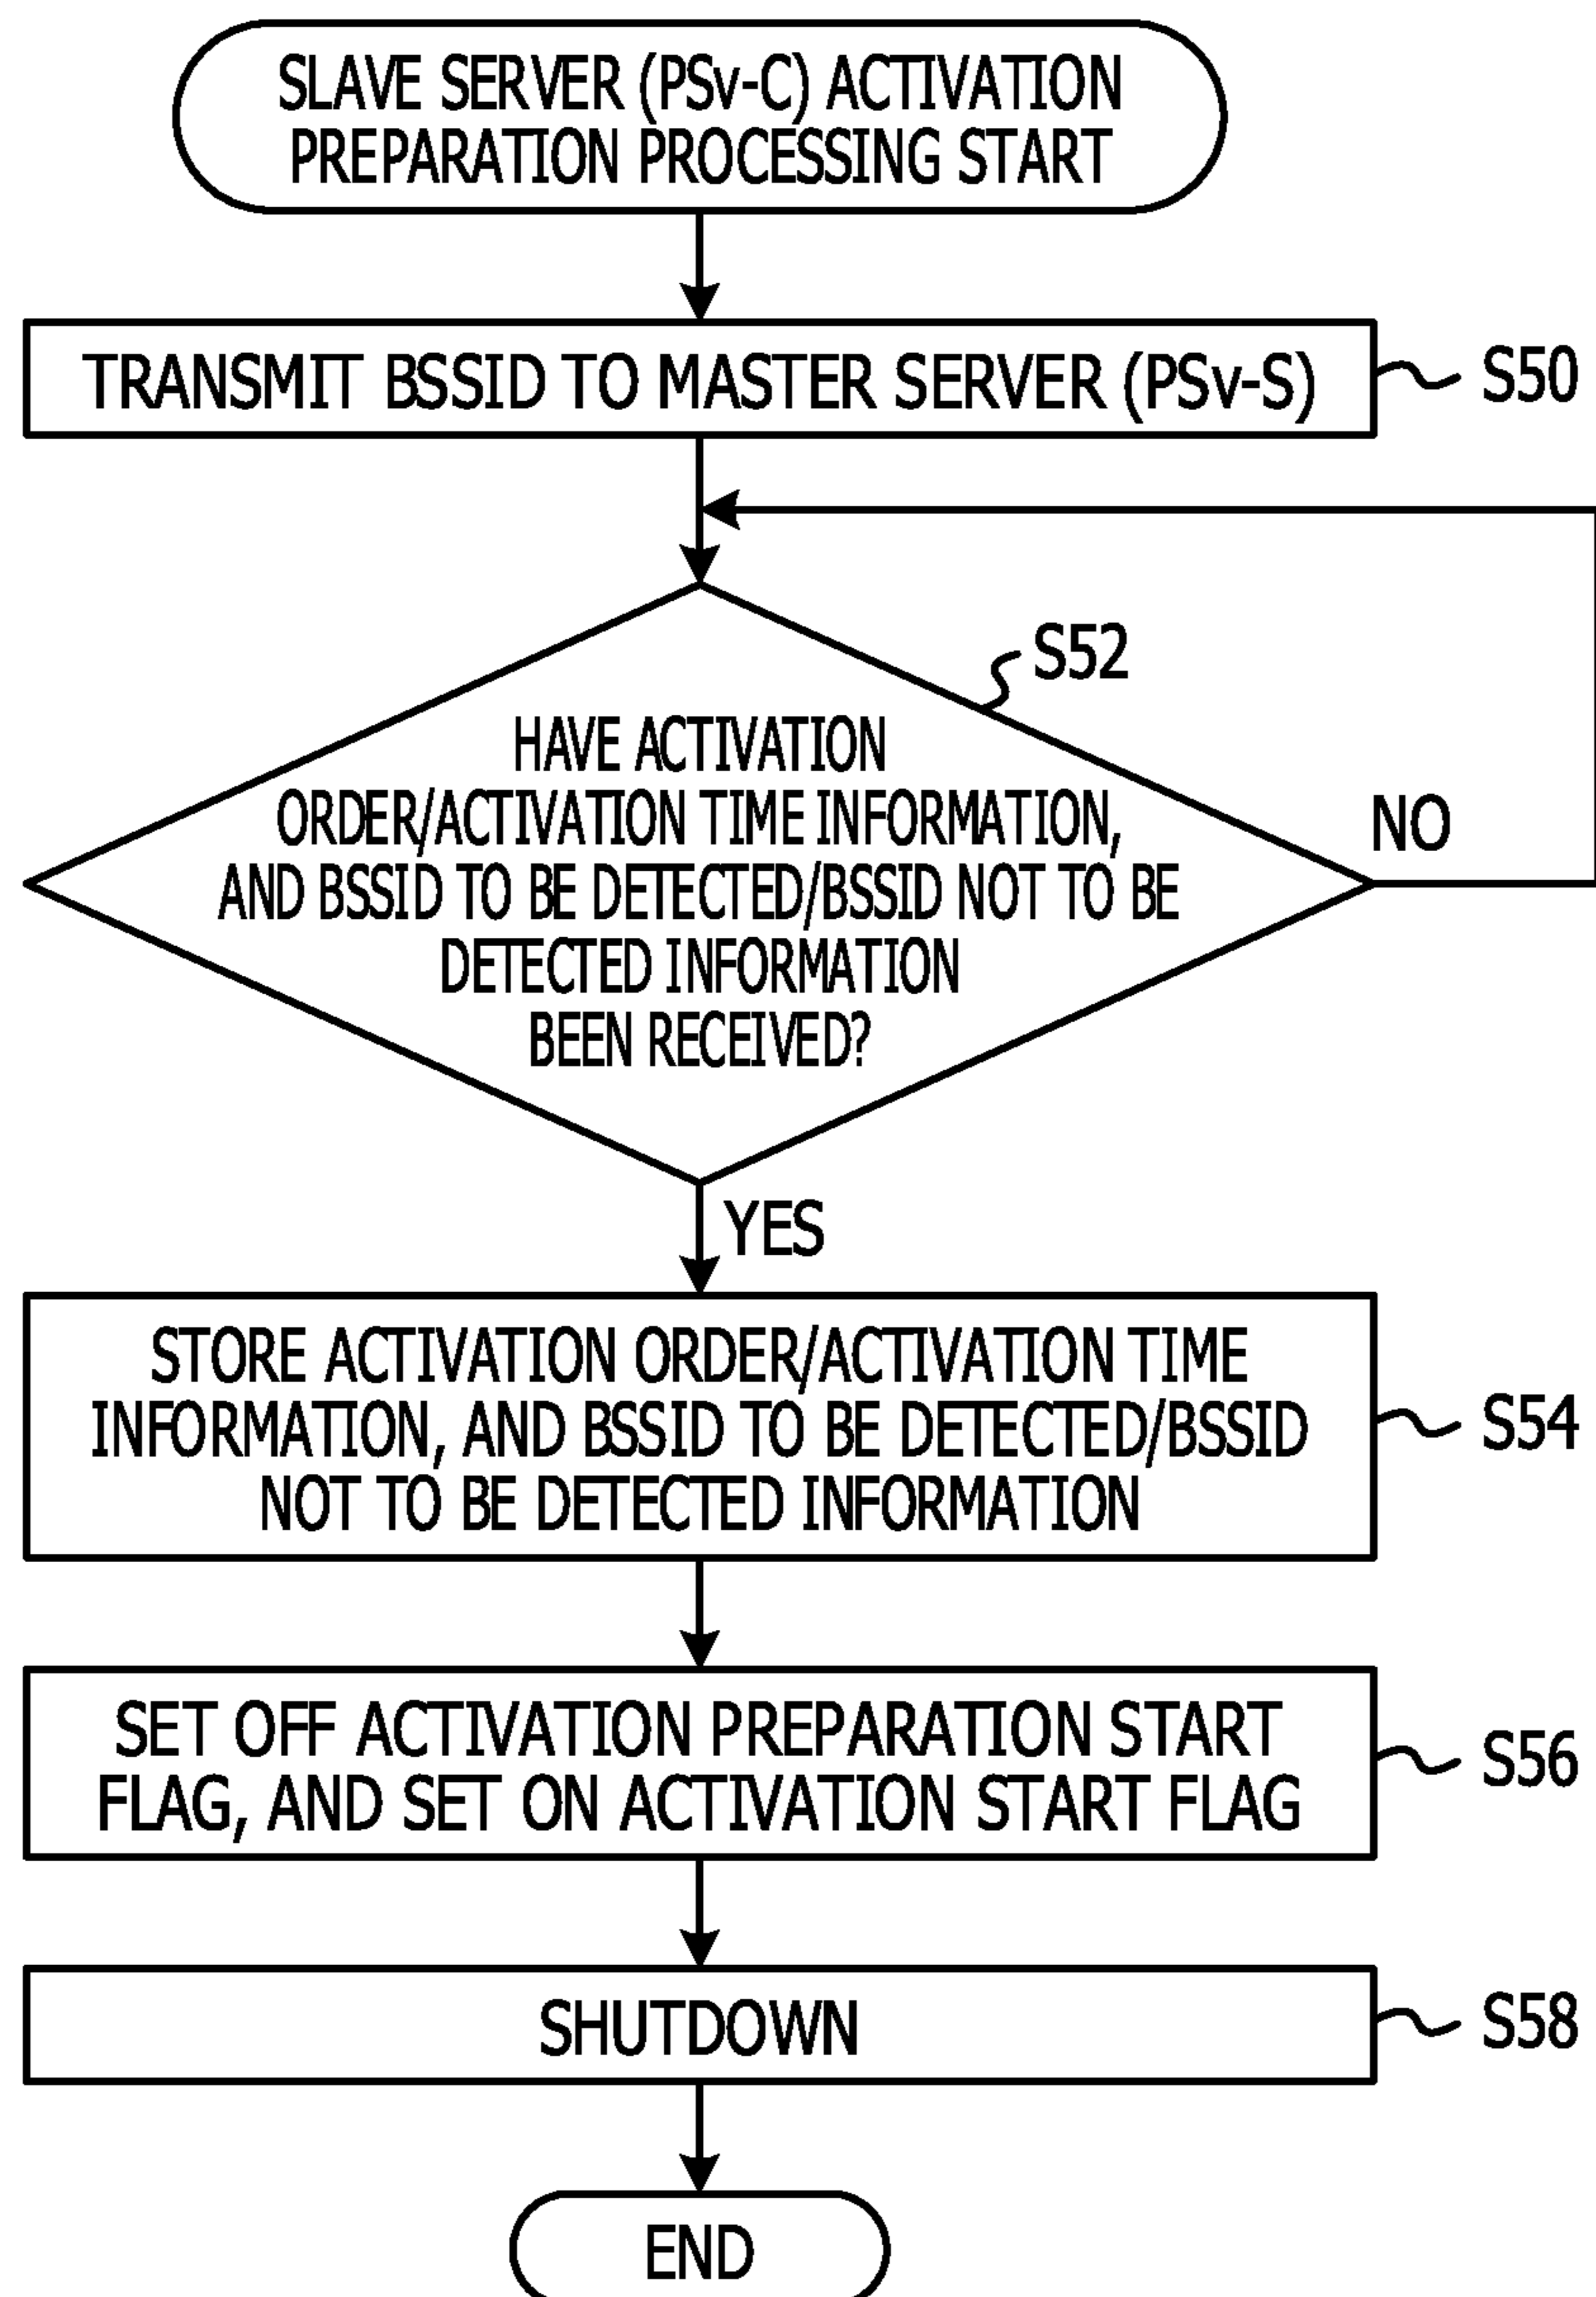 SLAVE SERVER (PSv-C) ACTIVATION
PREPARATION PROCESSING START
TRANSMIT BSSID TO MASTER SERVER (PSv-S)
S50
S52
HAVE ACTIVATION
ORDER/ACTIVATION TIME INFORMATION,
AND BSSID TO BE DETECTED/BSSID NOT TO BE
DETECTED INFORMATION
BEEN RECEIVED?
NO
YES
STORE ACTIVATION ORDER/ACTIVATION TIME
INFORMATION, AND BSSID TO BE DETECTED/BSSID
NOT TO BE DETECTED INFORMATION
S54
SET OFF ACTIVATION PREPARATION START
FLAG, AND SET ON ACTIVATION START FLAG
S56
SHUTDOWN
S58
END